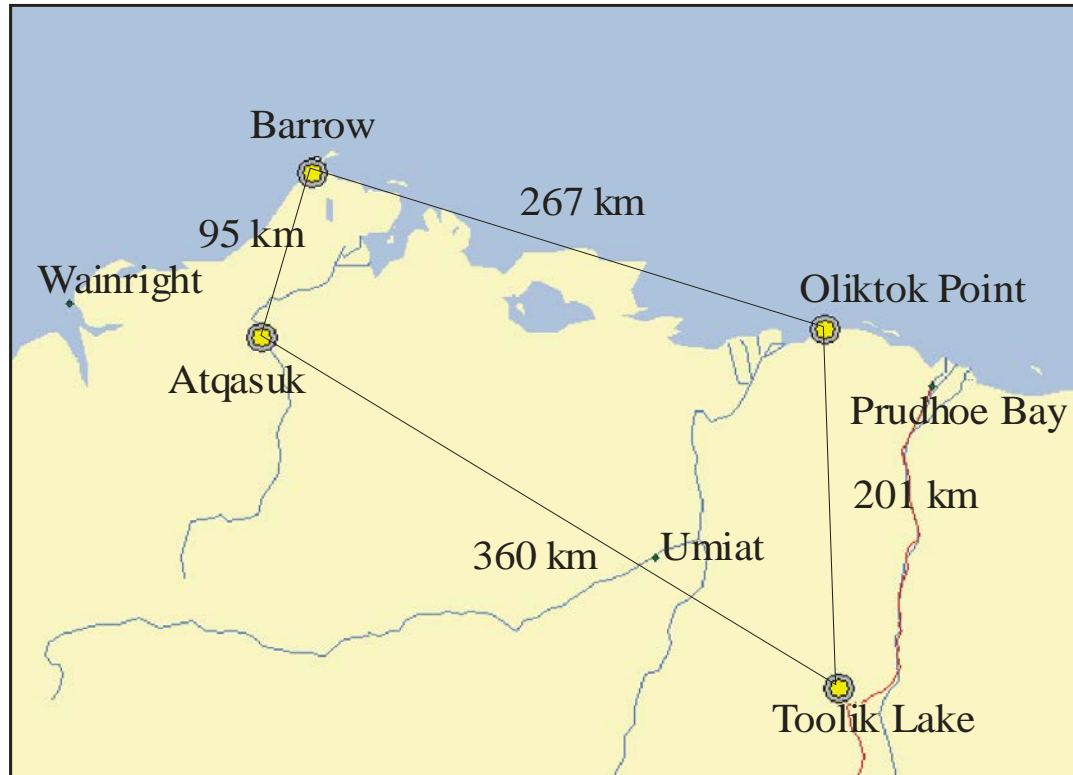 Barrow
267 km
95 km
Wainright
Oliktok Point
Atqasuk
Prudhoe Bay
201 km
360 km
Umiat
Toolik Lake